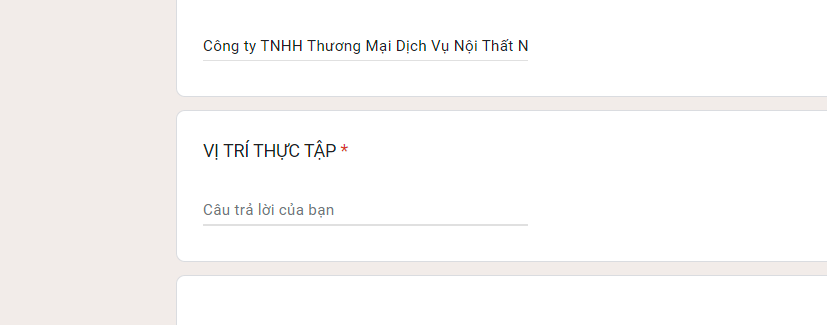 Công ty TNHH Thương Mại Dịch Vụ Nội Thất N
VỊ TRÍ THỰC TẬP *
Câu trả lời của bạn